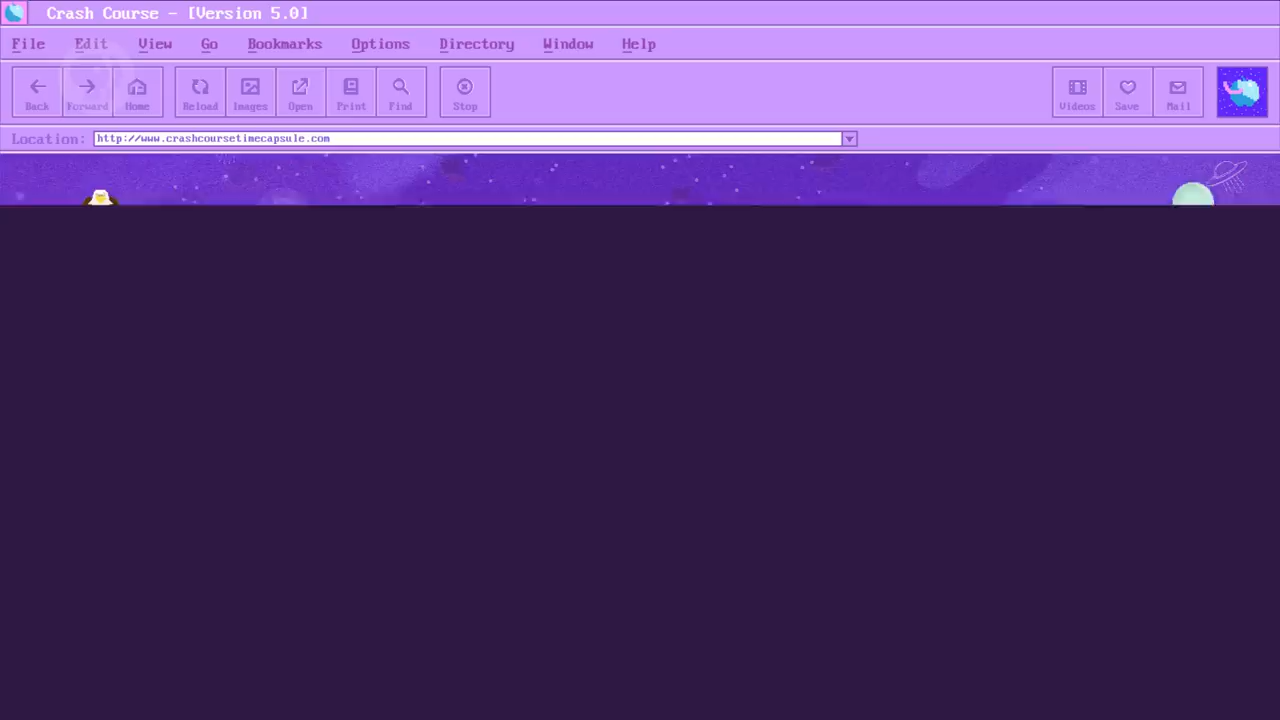 Crash Course - [Version 5.0]
File Edit View Go Bookmarks Options Directory Window Help
Back Forward Home Reload Images Open Print Find Stop Videos Save Mail
Location: http://www.crashcoursetimecapsule.com